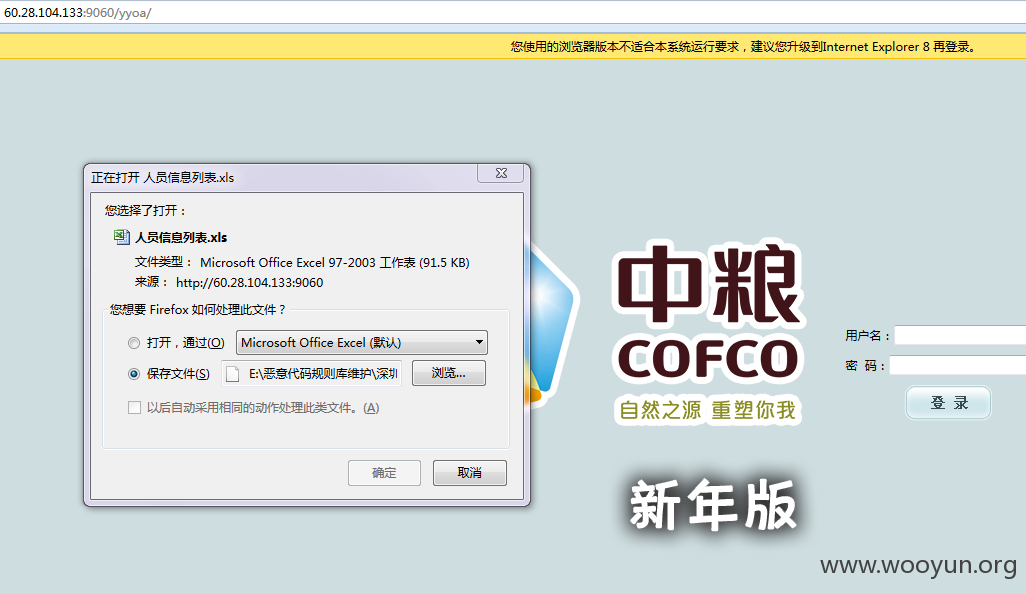 60.28.104.133:9060/yyoa/
您使用的浏览器版本不适合本系统运行要求，建议您升级到Internet Explorer 8 再登录。
正在打开 人员信息列表.xls
您选择了打开：
人员信息列表.xls
文件类型： Microsoft Office Excel 97-2003 工作表 (91.5 KB)
来源： http://60.28.104.133:9060
您想要 Firefox 如何处理此文件？
打开，通过(O) Microsoft Office Excel (默认)
保存文件(S) E:\恶意代码规则库维护\深圳 浏览...
以后自动采用相同的动作处理此类文件。(A)
确定 取消
中粮
COFCO
自然之源 重塑你我
新年版
用户名：
密 码：
登 录
www.wooyun.org